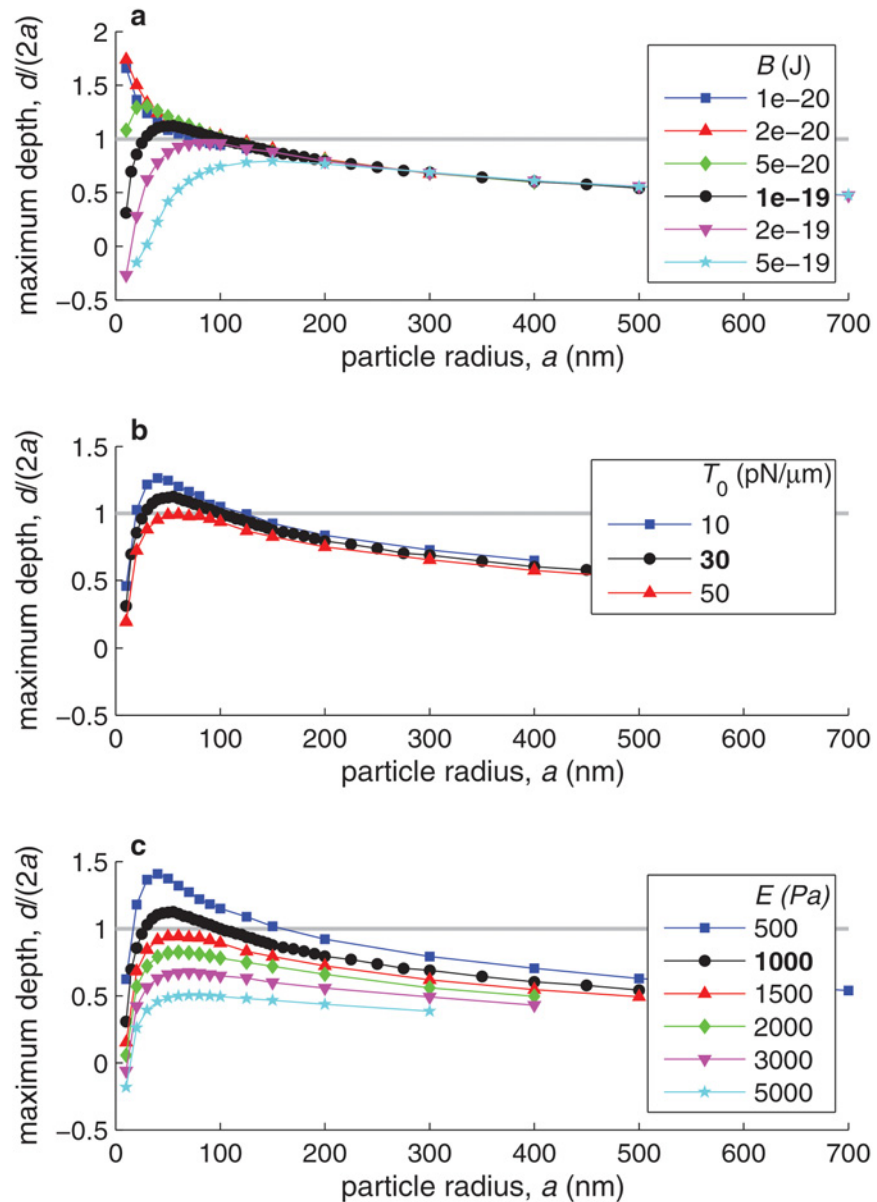 a
2
1.5
1
0.5
0
−0.5
maximum depth, d/(2a)
0 100 200 300 400 500 600 700
particle radius, a (nm)
B (J)
1e−20
2e−20
5e−20
1e−19
2e−19
5e−19
b
1.5
1
0.5
0
−0.5
maximum depth, d/(2a)
0 100 200 300 400 500 600 700
particle radius, a (nm)
T0 (pN/μm)
10
30
50
c
1.5
1
0.5
0
−0.5
maximum depth, d/(2a)
0 100 200 300 400 500 600 700
particle radius, a (nm)
E (Pa)
500
1000
1500
2000
3000
5000